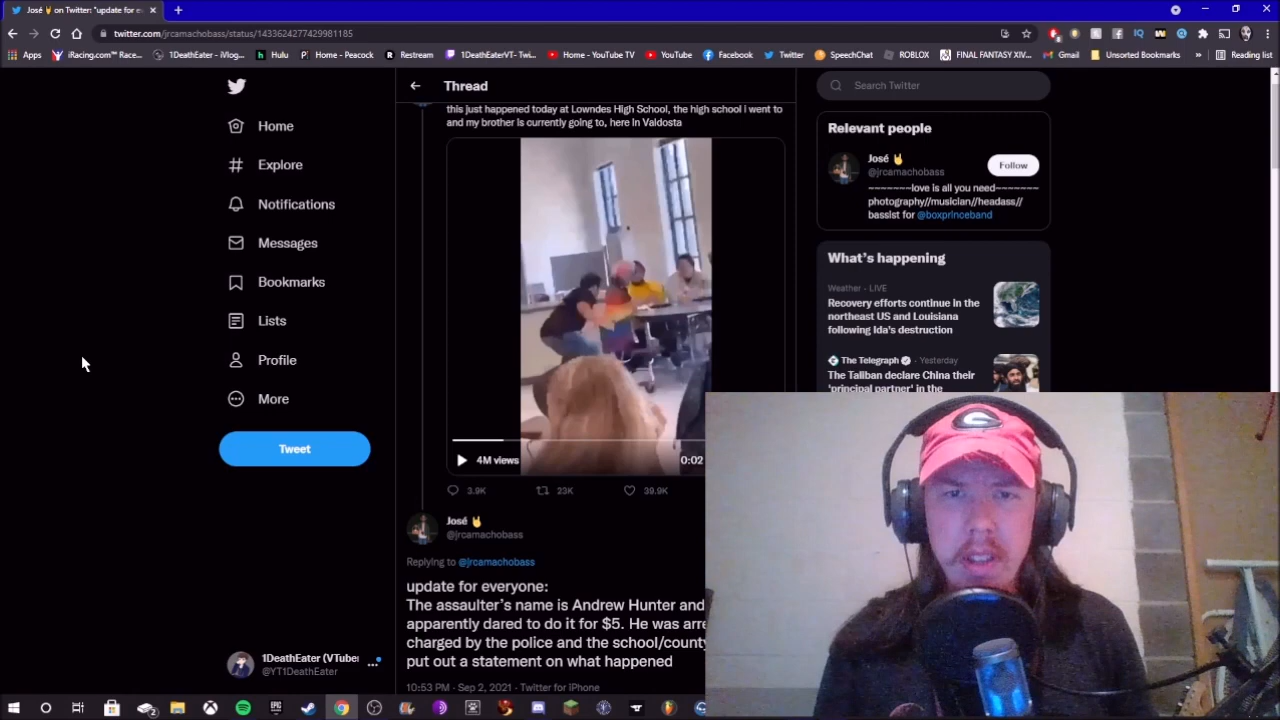 José 🤘 on Twitter: "update for e
twitter.com/jrcamachobass/status/1433624277429981185
Apps
iRacing.com™ Race...
1DeathEater - iVlog...
Hulu
Home - Peacock
Restream
1DeathEaterVT- Twi...
Home - YouTube TV
YouTube
Facebook
Twitter
SpeechChat
ROBLOX
FINAL FANTASY XIV...
Gmail
Unsorted Bookmarks
»
Reading list
Home
Explore
Notifications
Messages
Bookmarks
Lists
Profile
More
Tweet
1DeathEater (VTuber
@YT1DeathEater
Thread
this just happened today at Lowndes High School, the high school I went to
and my brother is currently going to, here in Valdosta
4M views
0:02
3.9K
23K
39.9K
José 🤘
@jrcamachobass
Replying to @jrcamachobass
update for everyone:
The assaulter's name is Andrew Hunter and
apparently dared to do it for $5. He was arre
charged by the police and the school/county
put out a statement on what happened
10:53 PM · Sep 2, 2021 · Twitter for iPhone
Search Twitter
Relevant people
José 🤘
@jrcamachobass
Follow
~~~~~~~~love is all you need~~~~~~~~
photography//musician//headass//
bassist for @boxprinceband
What's happening
Weather · LIVE
Recovery efforts continue in the
northeast US and Louisiana
following Ida's destruction
The Telegraph · Yesterday
The Taliban declare China their
'principal partner' in the
G